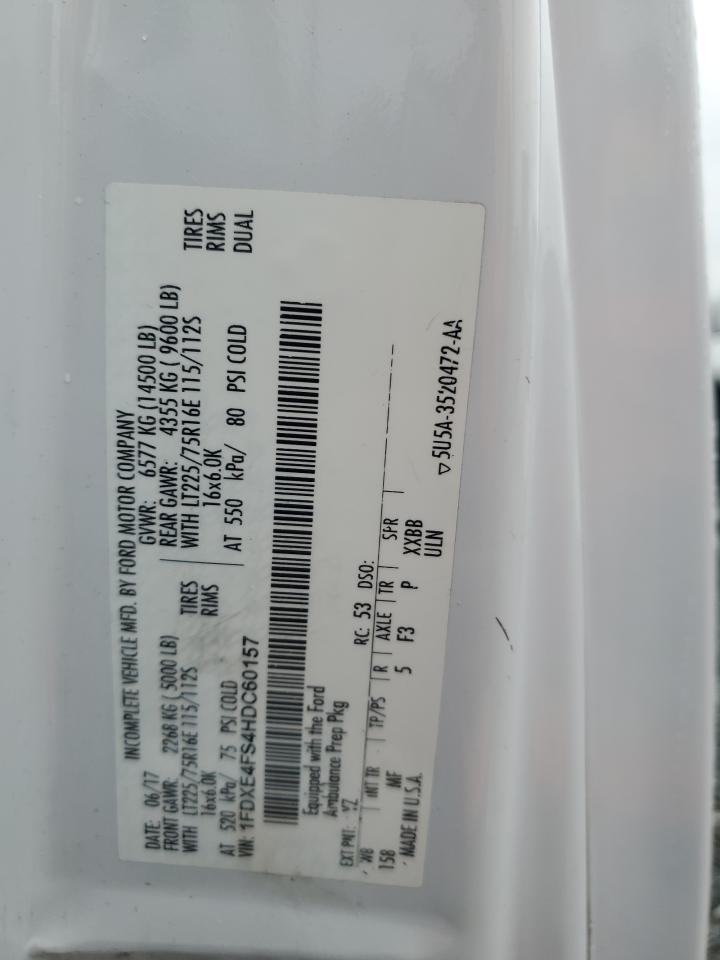 INCOMPLETE VEHICLE MFD. BY FORD MOTOR COMPANY
DATE: 06/17 GVWR: 6577 KG (14500 LB)
FRONT GAWR: 2268 KG ( 5000 LB) REAR GAWR: 4355 KG ( 9600 LB)
WITH LT225/75R16E 115/112S TIRES WITH LT225/75R16E 115/112S TIRES
16x6.0K RIMS 16x6.0K RIMS
AT 520 kPa/ 75 PSI COLD AT 550 kPa/ 80 PSI COLD DUAL
VIN: 1FDXE4FS4HDC60157
Equipped with the Ford
Ambulance Prep Pkg
EXT PNT: YZ RC: 53 DSO:
WB INT TR TP/PS R AXLE TR SPR
158 MF 5 F3 P XXBB
MADE IN U.S.A. ULN
▽5U5A-3520472-AA